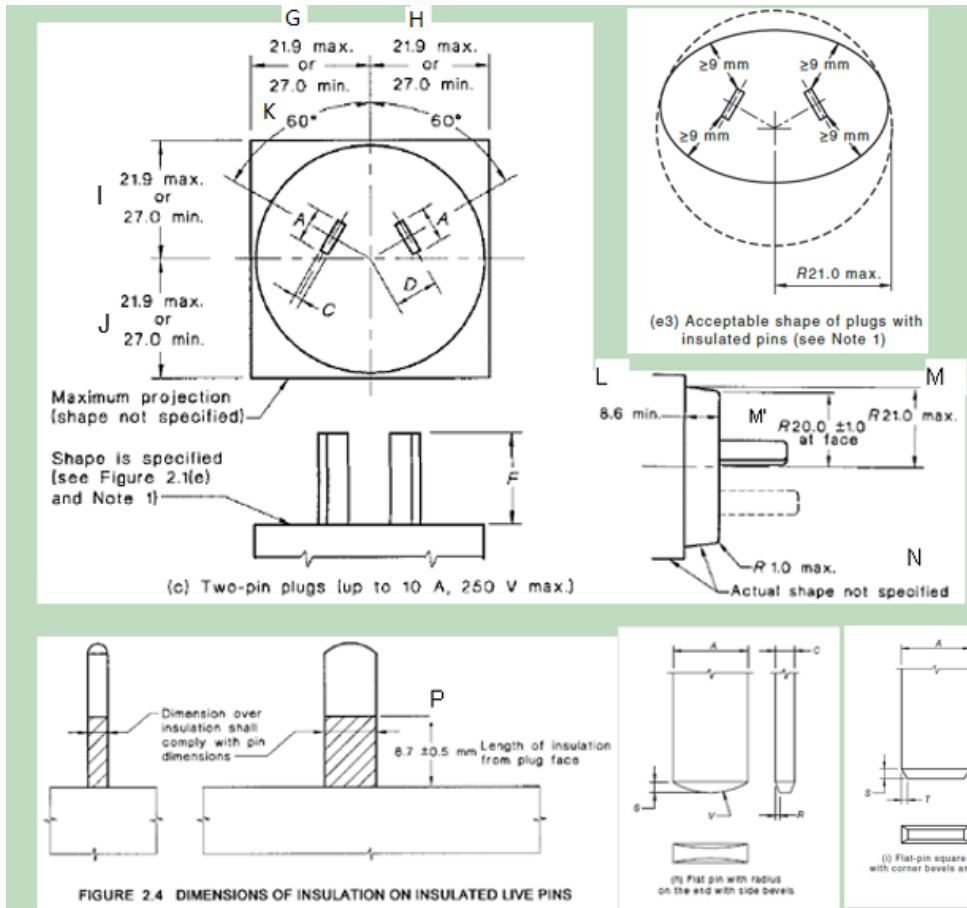 G
H
21.9 max.
or
27.0 min.
21.9 max.
or
27.0 min.
K
60°
60°
I
21.9 max.
or
27.0 min.
A
A
D
C
J
21.9 max.
or
27.0 min.
Maximum projection
(shape not specified)
Shape is specified
(see Figure 2.1(e)
and Note 1)
F
(c) Two-pin plugs (up to 10 A, 250 V max.)
≥9 mm
≥9 mm
≥9 mm
≥9 mm
R21.0 max.
(e3) Acceptable shape of plugs with
insulated pins (see Note 1)
L
M
8.6 min.
M'
R20.0 ±1.0
at face
R21.0 max.
N
R 1.0 max.
Actual shape not specified
Dimension over
insulation shall
comply with pin
dimensions
P
8.7 ±0.5 mm
Length of insulation
from plug face
FIGURE 2.4 DIMENSIONS OF INSULATION ON INSULATED LIVE PINS
A
C
S
V
R
(h) Flat pin with radius
on the end with side bevels
A
S
T
(i) Flat-pin square
with corner bevels